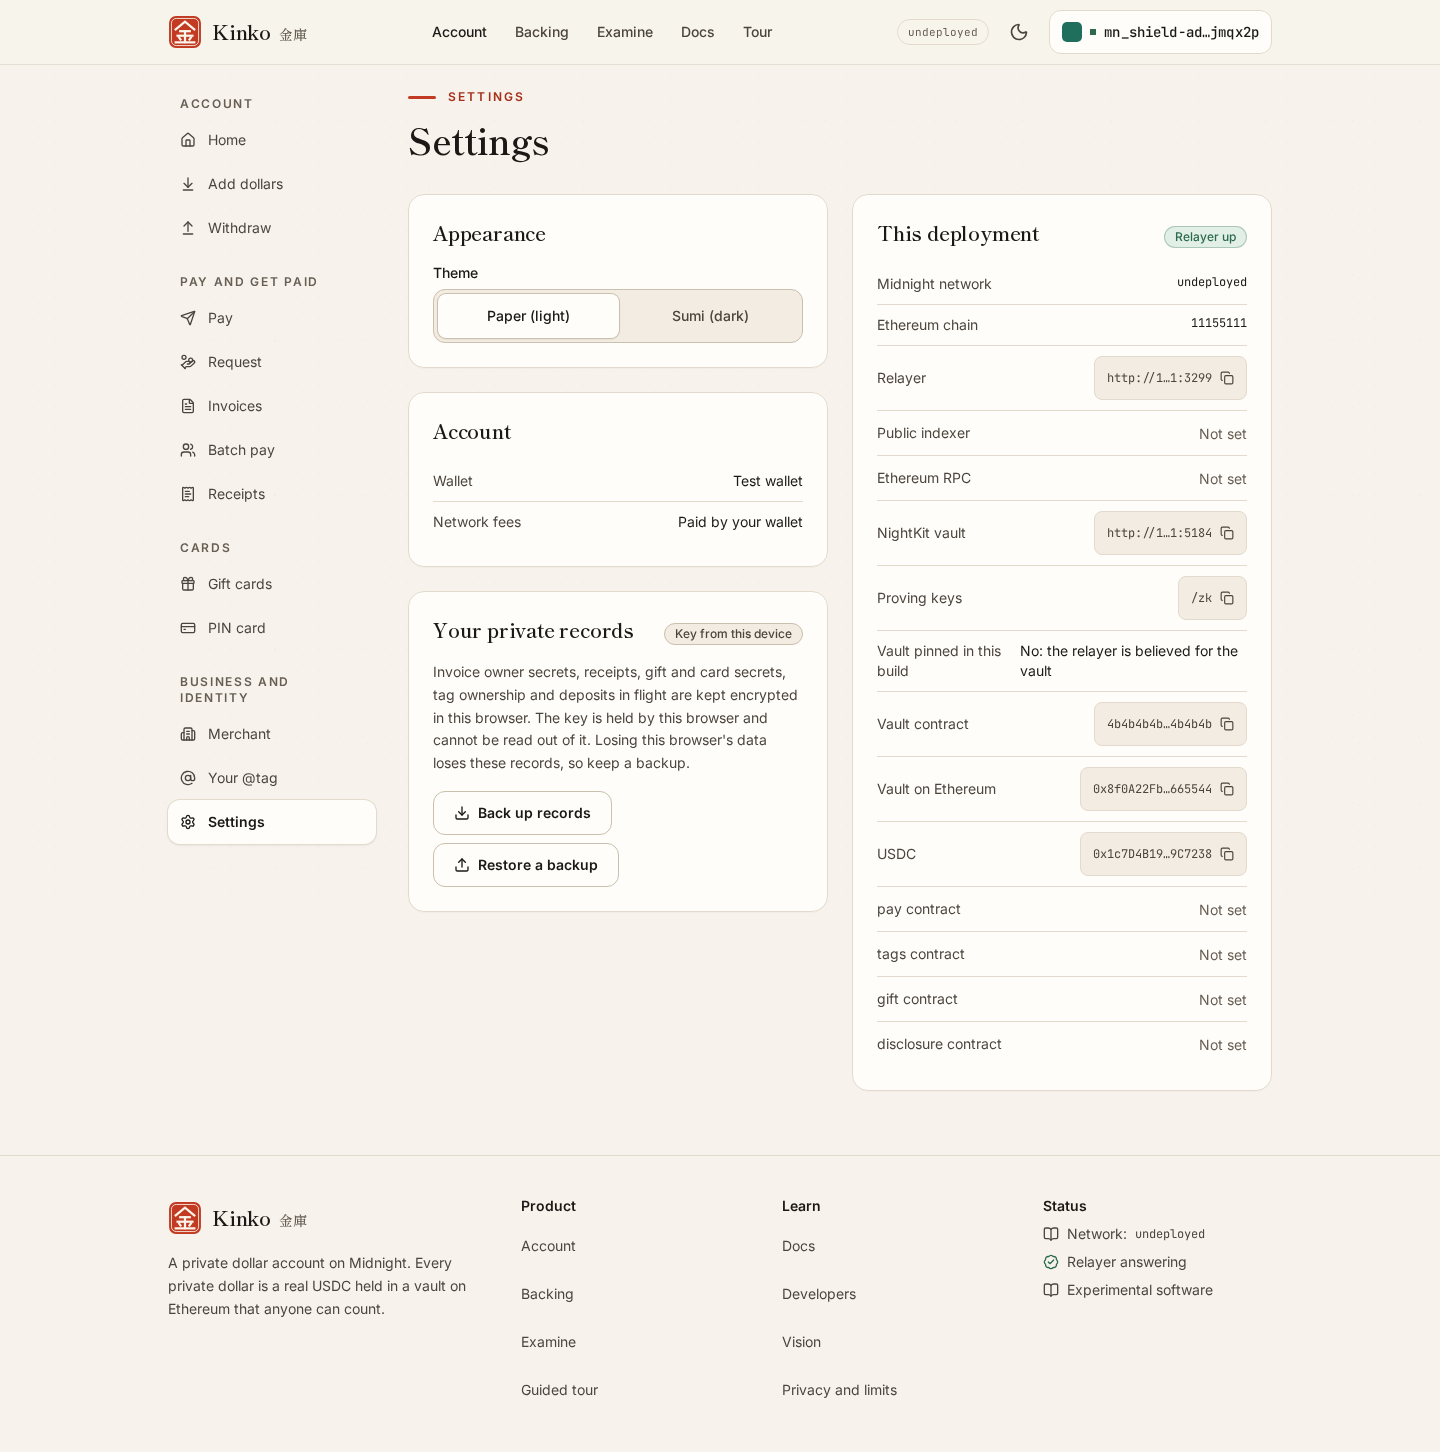 金 Kinko 金庫
Account Backing Examine Docs Tour
undeployed
mn_shield-ad…jmqx2p
ACCOUNT
Home
Add dollars
Withdraw
PAY AND GET PAID
Pay
Request
Invoices
Batch pay
Receipts
CARDS
Gift cards
PIN card
BUSINESS AND
IDENTITY
Merchant
Your @tag
Settings
SETTINGS
Settings
Appearance
Theme
Paper (light) Sumi (dark)
Account
Wallet Test wallet
Network fees Paid by your wallet
Your private records Key from this device
Invoice owner secrets, receipts, gift and card secrets,
tag ownership and deposits in flight are kept encrypted
in this browser. The key is held by this browser and
cannot be read out of it. Losing this browser's data
loses these records, so keep a backup.
Back up records
Restore a backup
This deployment Relayer up
Midnight network undeployed
Ethereum chain 11155111
Relayer http://1…1:3299
Public indexer Not set
Ethereum RPC Not set
NightKit vault http://1…1:5184
Proving keys /zk
Vault pinned in this build No: the relayer is believed for the vault
Vault contract 4b4b4b4b…4b4b4b
Vault on Ethereum 0x8f0A22Fb…665544
USDC 0x1c7D4B19…9C7238
pay contract Not set
tags contract Not set
gift contract Not set
disclosure contract Not set
金 Kinko 金庫
A private dollar account on Midnight. Every
private dollar is a real USDC held in a vault on
Ethereum that anyone can count.
Product
Account
Backing
Examine
Guided tour
Learn
Docs
Developers
Vision
Privacy and limits
Status
Network: undeployed
Relayer answering
Experimental software